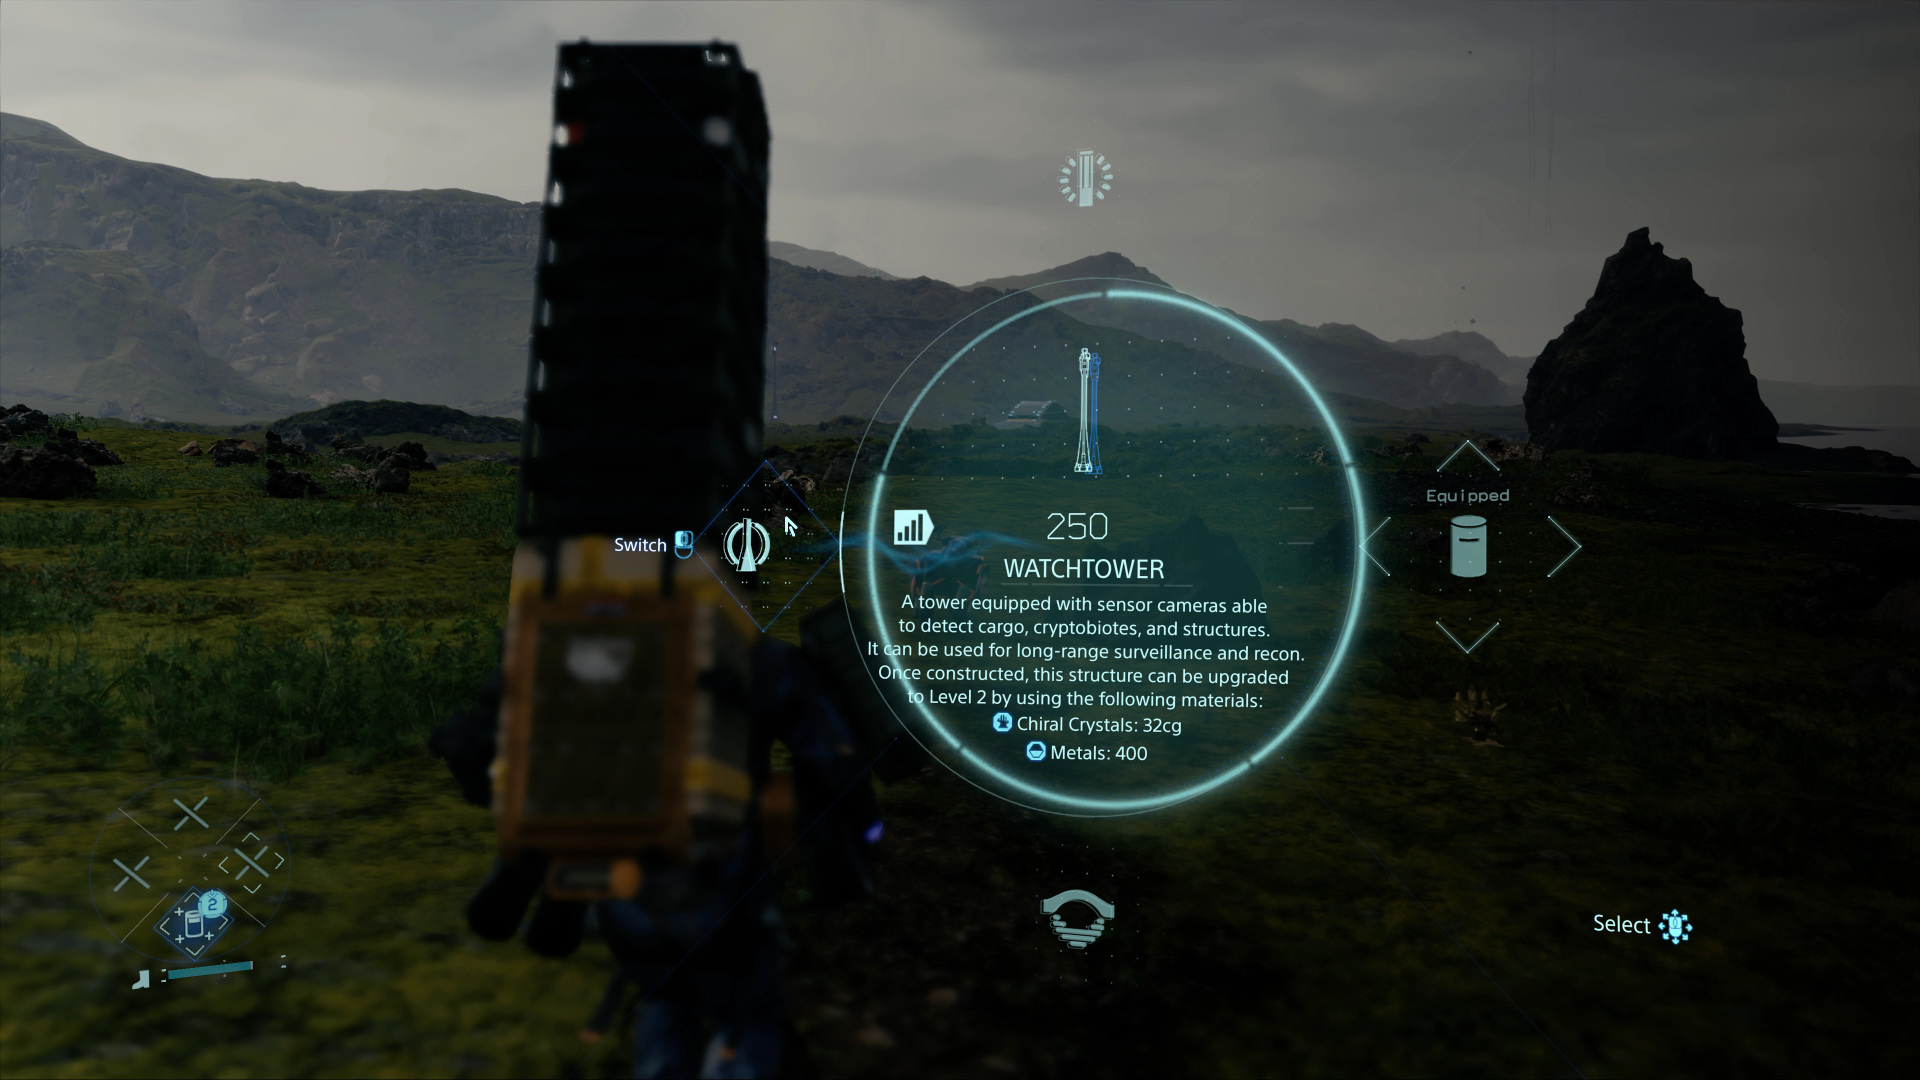 Equipped
Switch
250
WATCHTOWER
A tower equipped with sensor cameras able
to detect cargo, cryptobiotes, and structures.
It can be used for long-range surveillance and recon.
Once constructed, this structure can be upgraded
to Level 2 by using the following materials:
Chiral Crystals: 32cg
Metals: 400
2
Select